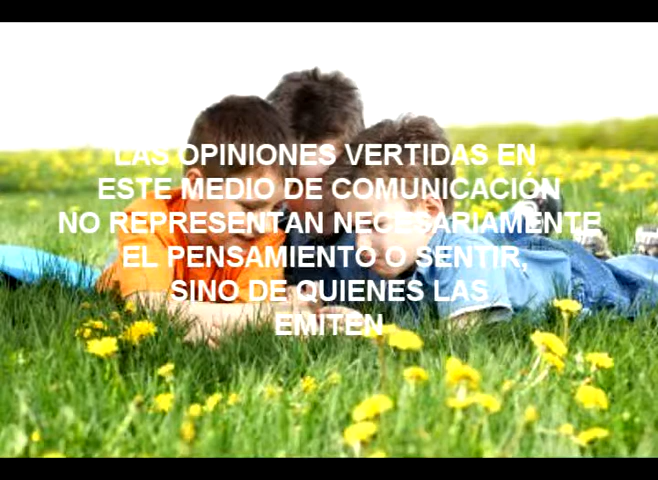 LAS OPINIONES VERTIDAS EN
ESTE MEDIO DE COMUNICACIÓN
NO REPRESENTAN NECESARIAMENTE
EL PENSAMIENTO O SENTIR,
SINO DE QUIENES LAS
EMITEN